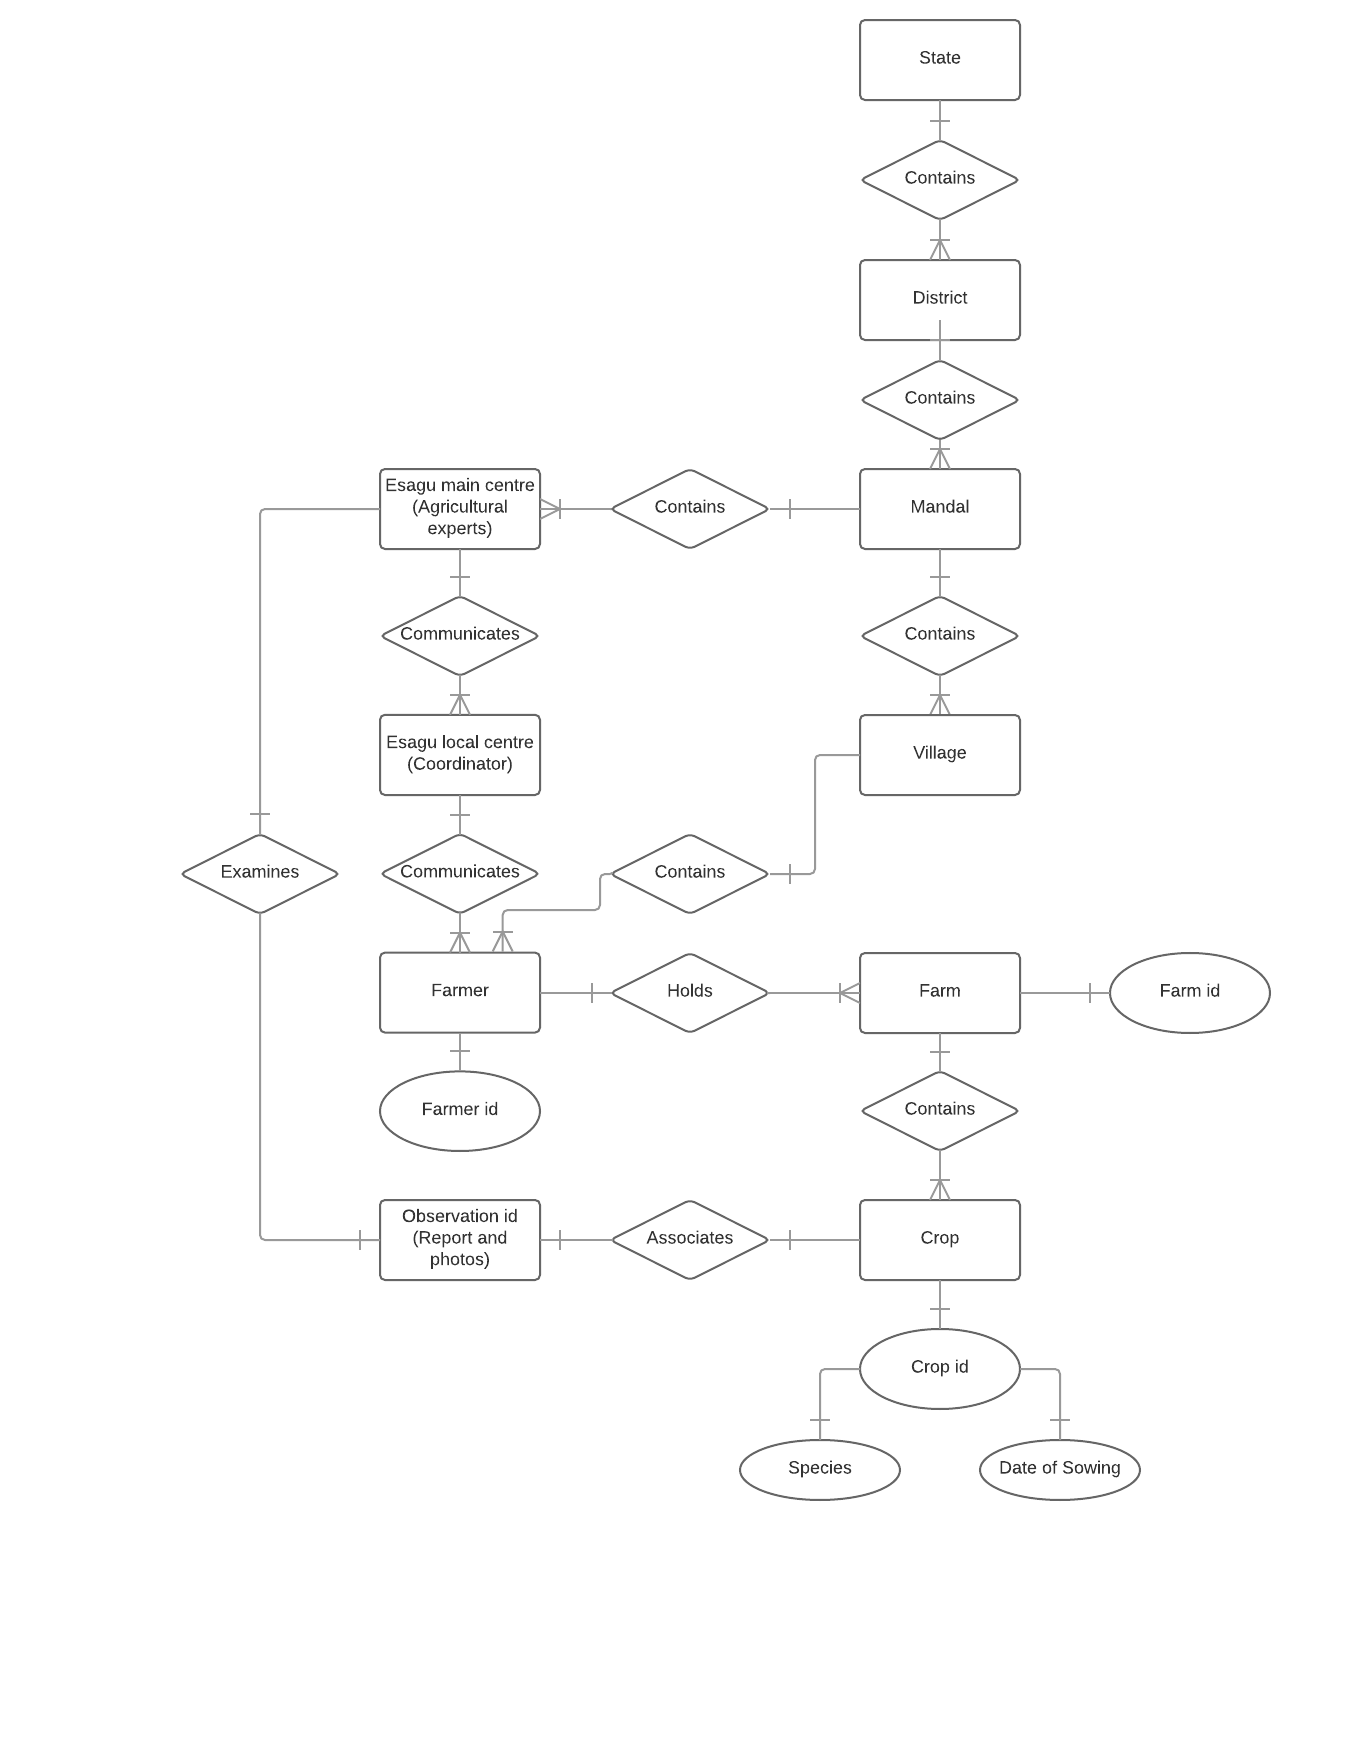 State
Contains
District
Contains
Esagu main centre
(Agricultural
experts)
Contains
Mandal
Communicates
Contains
Esagu local centre
(Coordinator)
Village
Examines
Communicates
Contains
Farmer
Holds
Farm
Farm id
Farmer id
Contains
Observation id
(Report and
photos)
Associates
Crop
Crop id
Species
Date of Sowing